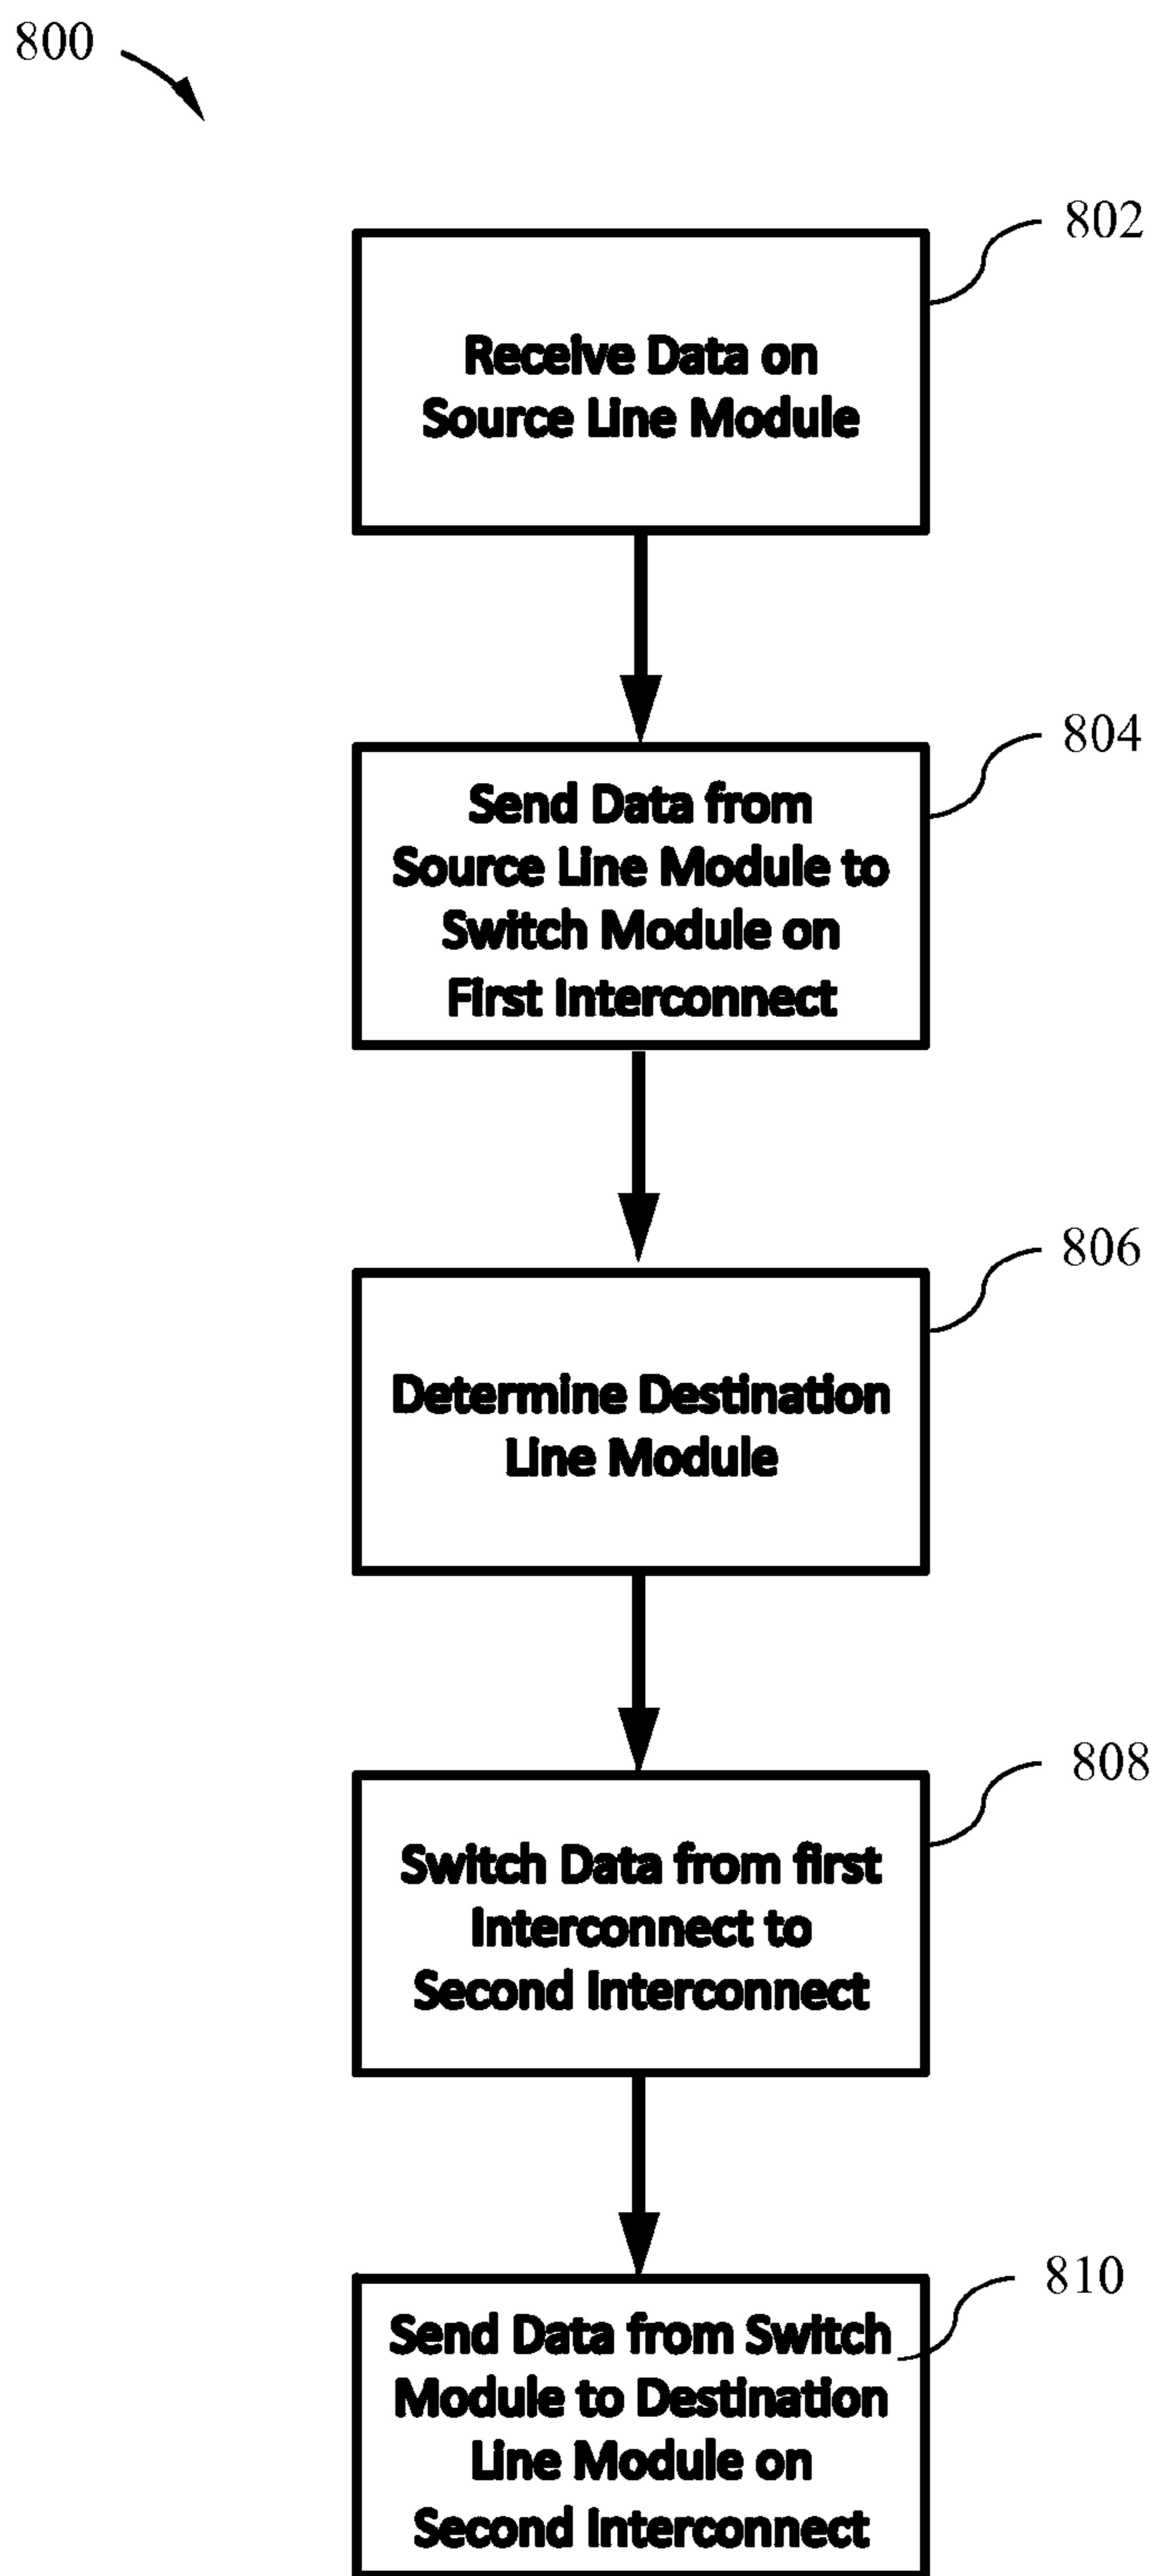 800
802
Receive Data on
Source Line Module
804
Send Data from
Source Line Module to
Switch Module on
First Interconnect
806
Determine Destination
Line Module
808
Switch Data from first
Interconnect to
Second Interconnect
810
Send Data from Switch
Module to Destination
Line Module on
Second Interconnect